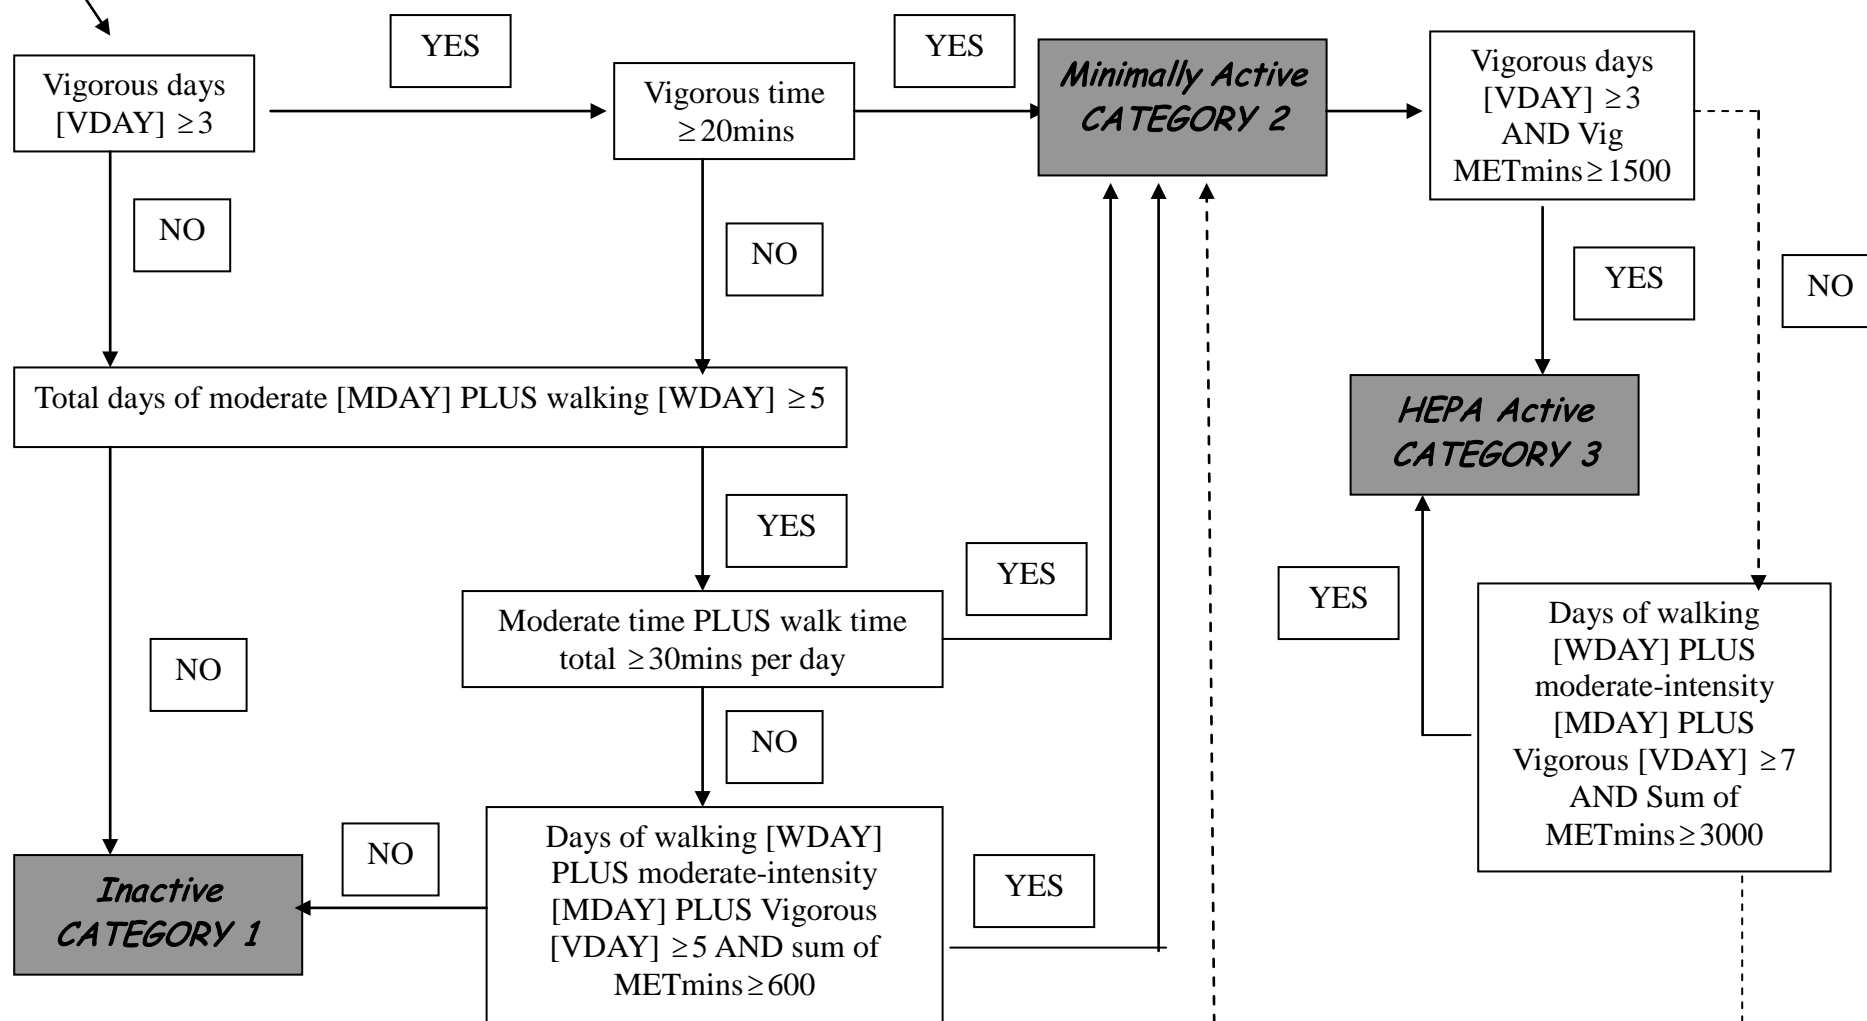 YES
YES
Vigorous days
[VDAY] ≥3
Vigorous time
≥20mins
Minimally Active
CATEGORY 2
Vigorous days
[VDAY] ≥3
AND Vig
METmins≥1500
NO
NO
YES
NO
Total days of moderate [MDAY] PLUS walking [WDAY] ≥5
HEPA Active
CATEGORY 3
YES
YES
YES
Moderate time PLUS walk time
total ≥30mins per day
NO
NO
Days of walking
[WDAY] PLUS
moderate-intensity
[MDAY] PLUS
Vigorous [VDAY] ≥7
AND Sum of
METmins≥3000
Inactive
CATEGORY 1
NO
Days of walking [WDAY]
PLUS moderate-intensity
[MDAY] PLUS Vigorous
[VDAY] ≥5 AND sum of
METmins≥600
YES